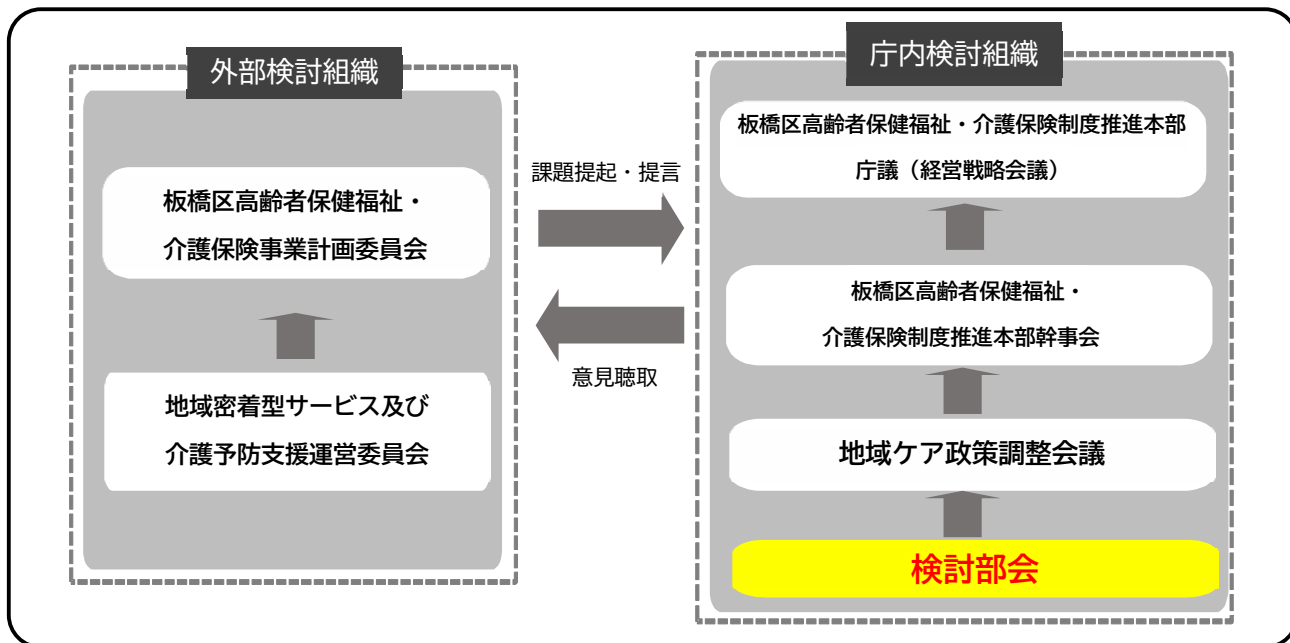 外部検討組織
板橋区高齢者保健福祉・
介護保険事業計画委員会
地域密着型サービス及び
介護予防支援運営委員会
課題提起・提言
意見聴取
庁内検討組織
板橋区高齢者保健福祉・介護保険制度推進本部
庁議（経営戦略会議）
板橋区高齢者保健福祉・
介護保険制度推進本部幹事会
地域ケア政策調整会議
検討部会